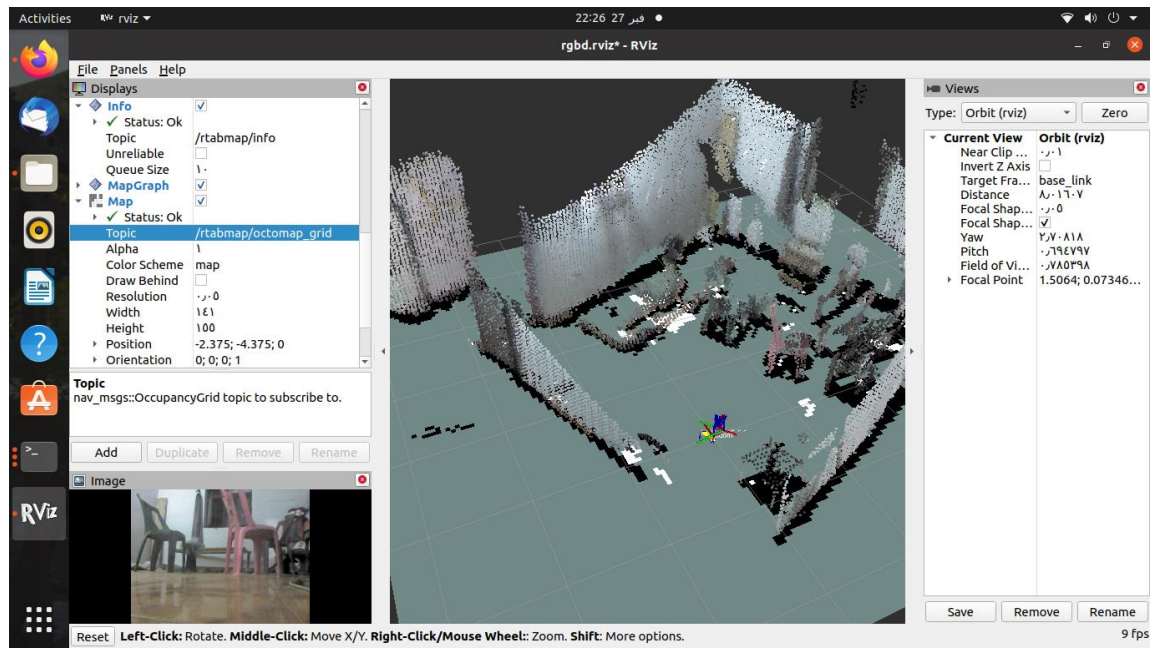 Activities RViz rviz 22:26 27 فبر
rgbd.rviz* - RViz
File Panels Help
Displays
Info
Status: Ok
Topic /rtabmap/info
Unreliable
Queue Size ١٠
MapGraph
Map
Status: Ok
Topic /rtabmap/octomap_grid
Alpha ١
Color Scheme map
Draw Behind
Resolution ٠٫٠٥
Width ١٤١
Height ١٥٥
Position -2.375; -4.375; 0
Orientation 0; 0; 0; 1
Topic
nav_msgs::OccupancyGrid topic to subscribe to.
Add Duplicate Remove Rename
Image
RViz
Reset Left-Click: Rotate. Middle-Click: Move X/Y. Right-Click/Mouse Wheel:: Zoom. Shift: More options. 9 fps
Views
Type: Orbit (rviz) Zero
Current View Orbit (rviz)
Near Clip ... ٠٫٠١
Invert Z Axis
Target Fra... base_link
Distance ٨٫٠١٦٠٧
Focal Shap... ٠٫٠٥
Focal Shap...
Yaw ٢٫٧٠٨١٨
Pitch ٠٫٦٩٤٧٩٧
Field of Vi... ٠٫٧٨٥٣٩٨
Focal Point 1.5064; 0.07346...
Save Remove Rename